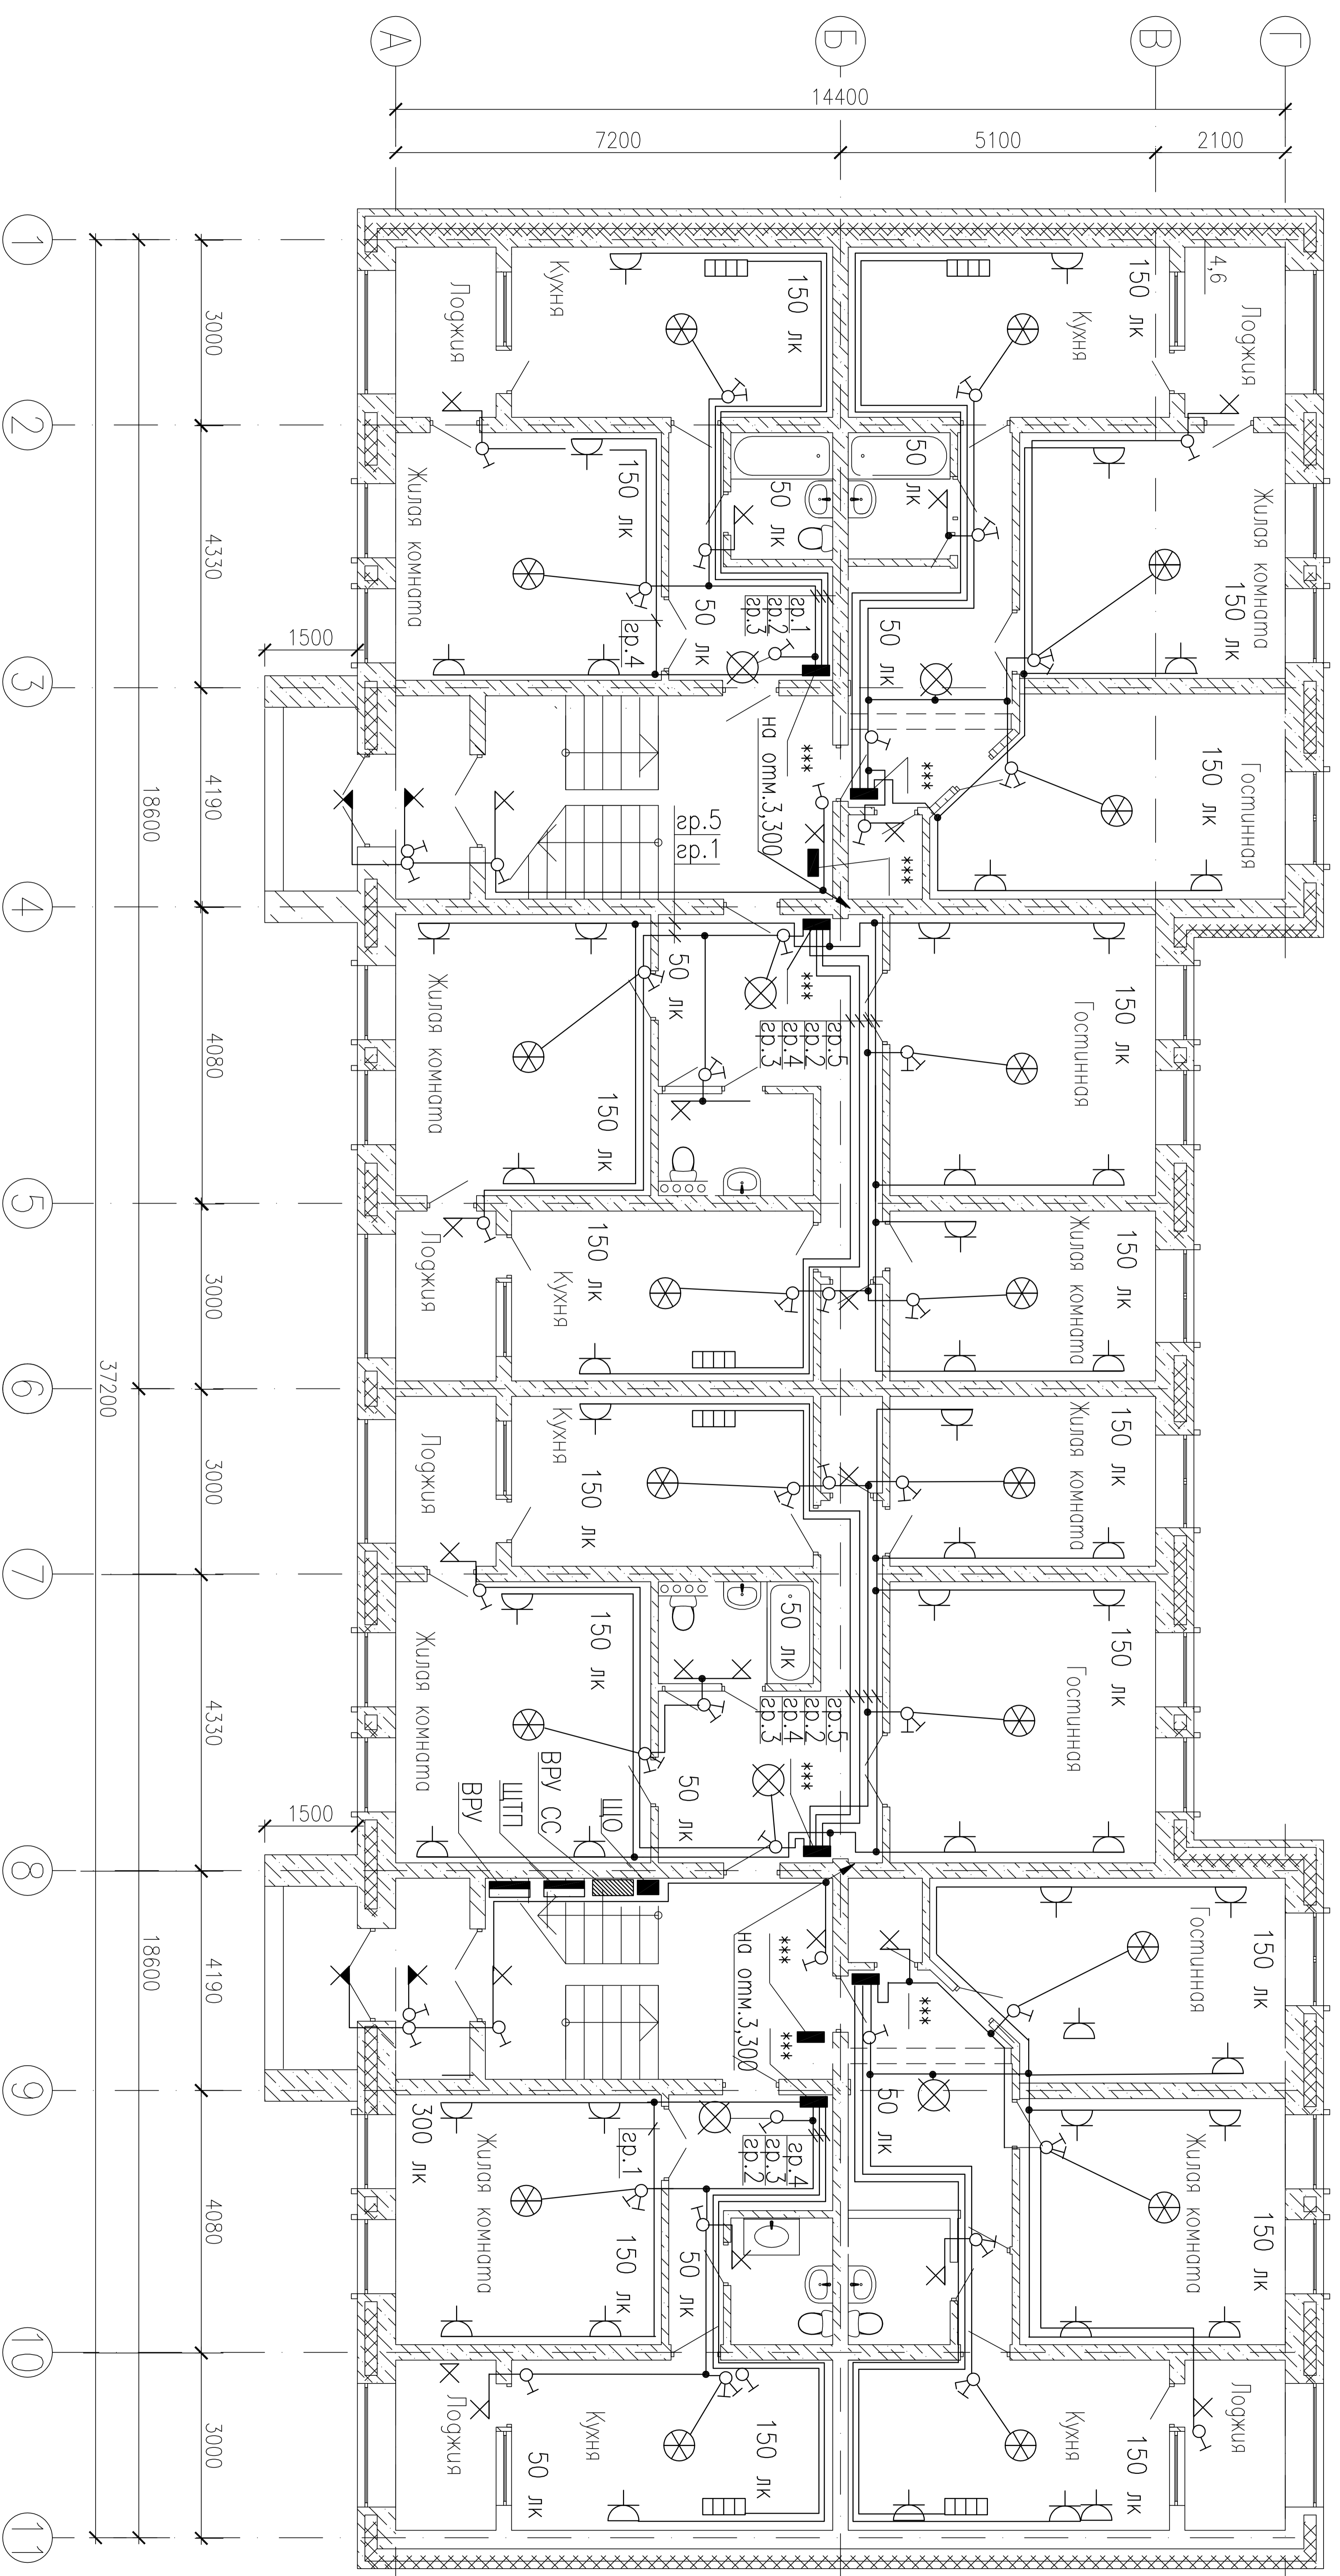 А
Б
В
Г
14400
7200
5100
2100
1
2
3
4
5
6
7
8
9
10
11
3000
4330
4190
4080
3000
3000
4330
4190
4080
3000
18600
18600
37200
1500
1500
4,6
Лоджия
Кухня
150 лк
Кухня
150 лк
Лоджия
Жилая комната
150 лк
50 лк
50 лк
Жилая комната
150 лк
50 лк
гр.1
гр.2
гр.3
гр.4
50 лк
Гостинная
150 лк
***
***
***
на отм.3,300
гр.5
гр.1
Жилая комната
150 лк
50 лк
***
гр.5
гр.2
гр.4
гр.3
Гостинная
150 лк
Лоджия
Кухня
150 лк
Жилая комната
150 лк
Лоджия
Кухня
150 лк
Жилая комната
150 лк
Жилая комната
150 лк
50 лк
50 лк
гр.5
гр.2
гр.4
гр.3
***
Гостинная
150 лк
ВРУ
ЩТП
ВРУ СС
ЩО
на отм.3,300
***
***
***
Гостинная
150 лк
300 лк
Жилая комната
150 лк
гр.1
гр.4
гр.3
гр.2
50 лк
50 лк
Жилая комната
150 лк
Лоджия
50 лк
Кухня
150 лк
Кухня
150 лк
Лоджия